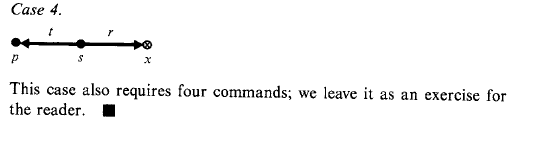 Case 4.
t r
p s x
This case also requires four commands; we leave it as an exercise for
the reader. ■